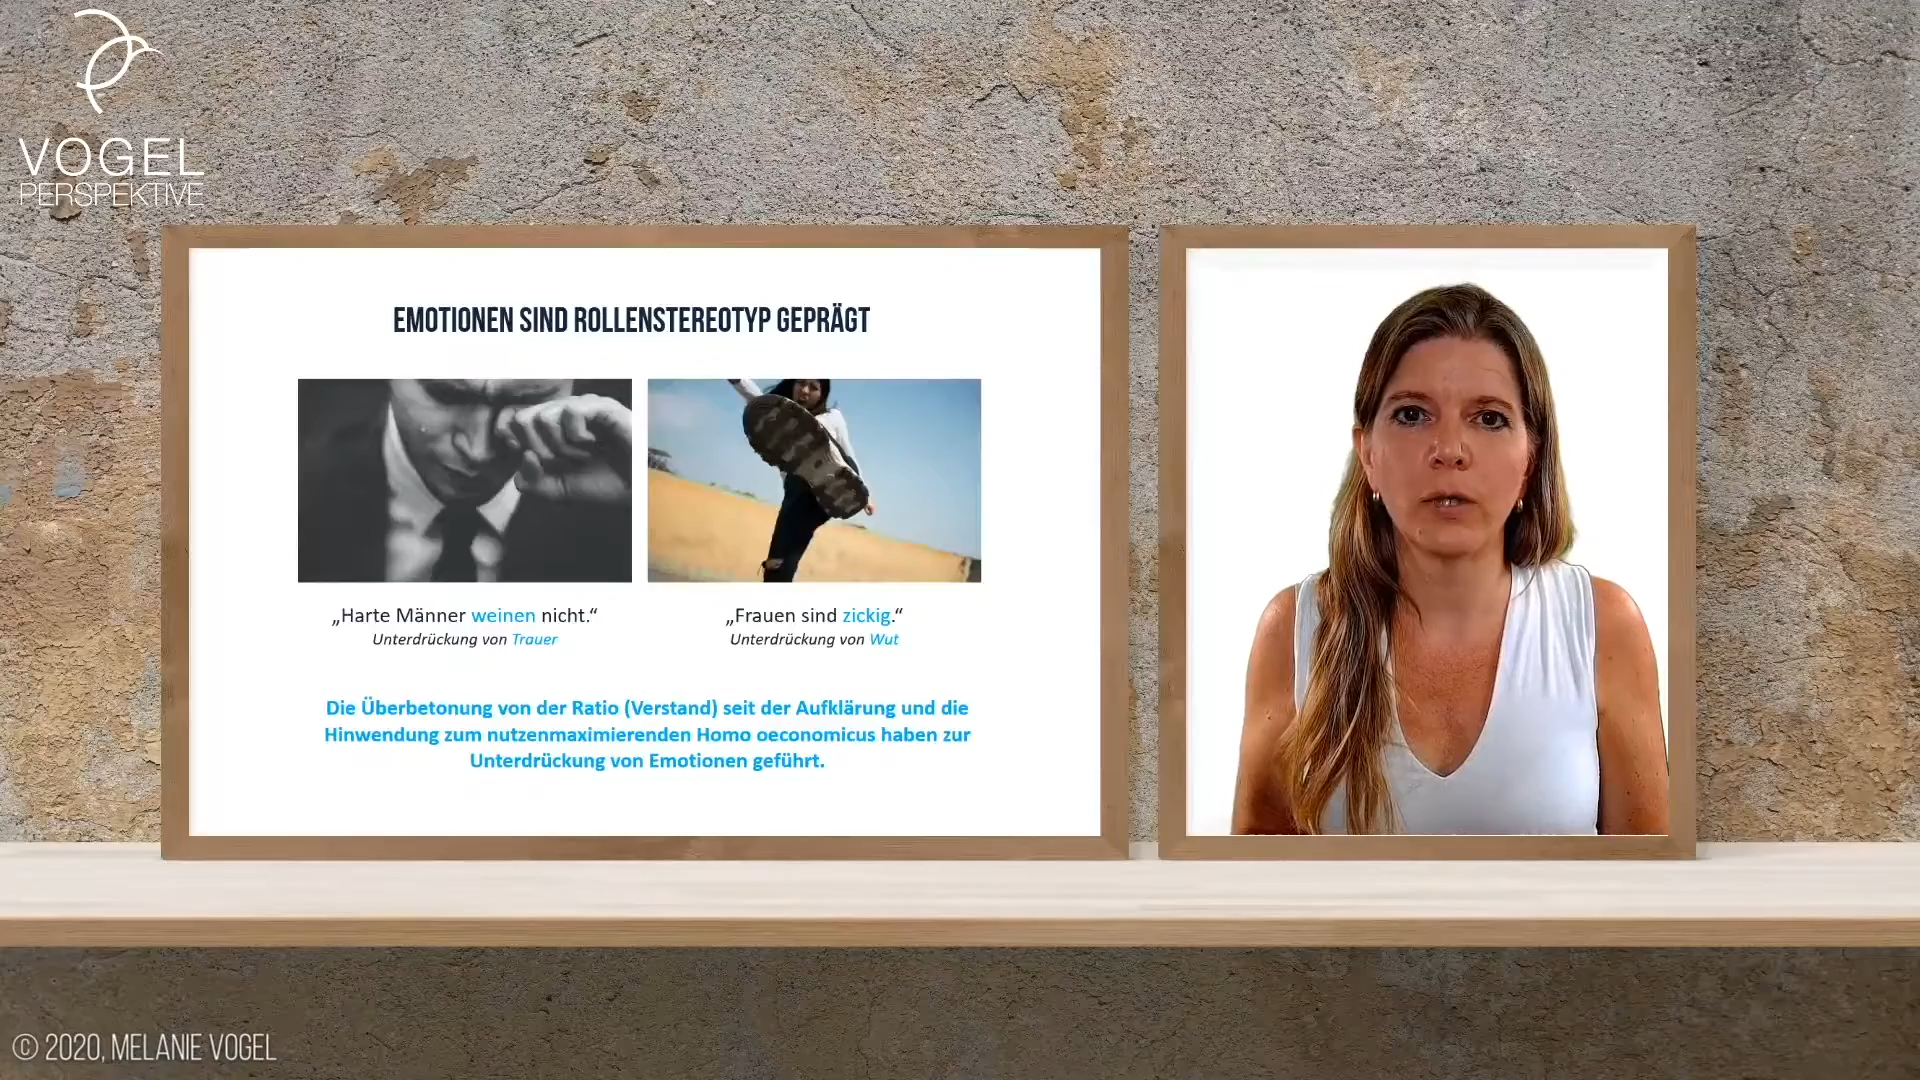 VOGEL
PERSPEKTIVE
EMOTIONEN SIND ROLLENSTEREOTYP GEPRÄGT
„Harte Männer weinen nicht.“
Unterdrückung von Trauer
„Frauen sind zickig.“
Unterdrückung von Wut
Die Überbetonung von der Ratio (Verstand) seit der Aufklärung und die
Hinwendung zum nutzenmaximierenden Homo oeconomicus haben zur
Unterdrückung von Emotionen geführt.
© 2020, MELANIE VOGEL